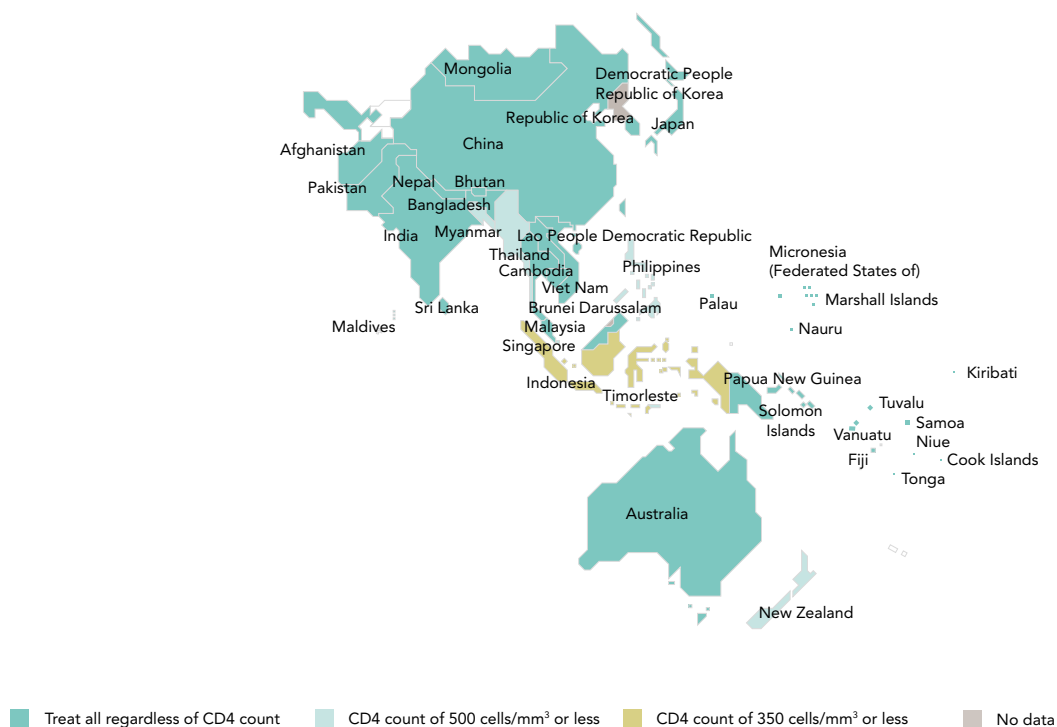 Mongolia
Democratic People
Republic of Korea
Republic of Korea
Japan
China
Afghanistan
Pakistan
Nepal
Bhutan
Bangladesh
India
Myanmar
Lao People Democratic Republic
Thailand
Cambodia
Philippines
Micronesia
(Federated States of)
Viet Nam
Marshall Islands
Palau
Sri Lanka
Brunei Darussalam
Maldives
Malaysia
Nauru
Singapore
Kiribati
Indonesia
Papua New Guinea
Timorleste
Tuvalu
Solomon
Islands
Samoa
Vanuatu
Niue
Fiji
Cook Islands
Tonga
Australia
New Zealand
Treat all regardless of CD4 count
CD4 count of 500 cells/mm³ or less
CD4 count of 350 cells/mm³ or less
No data